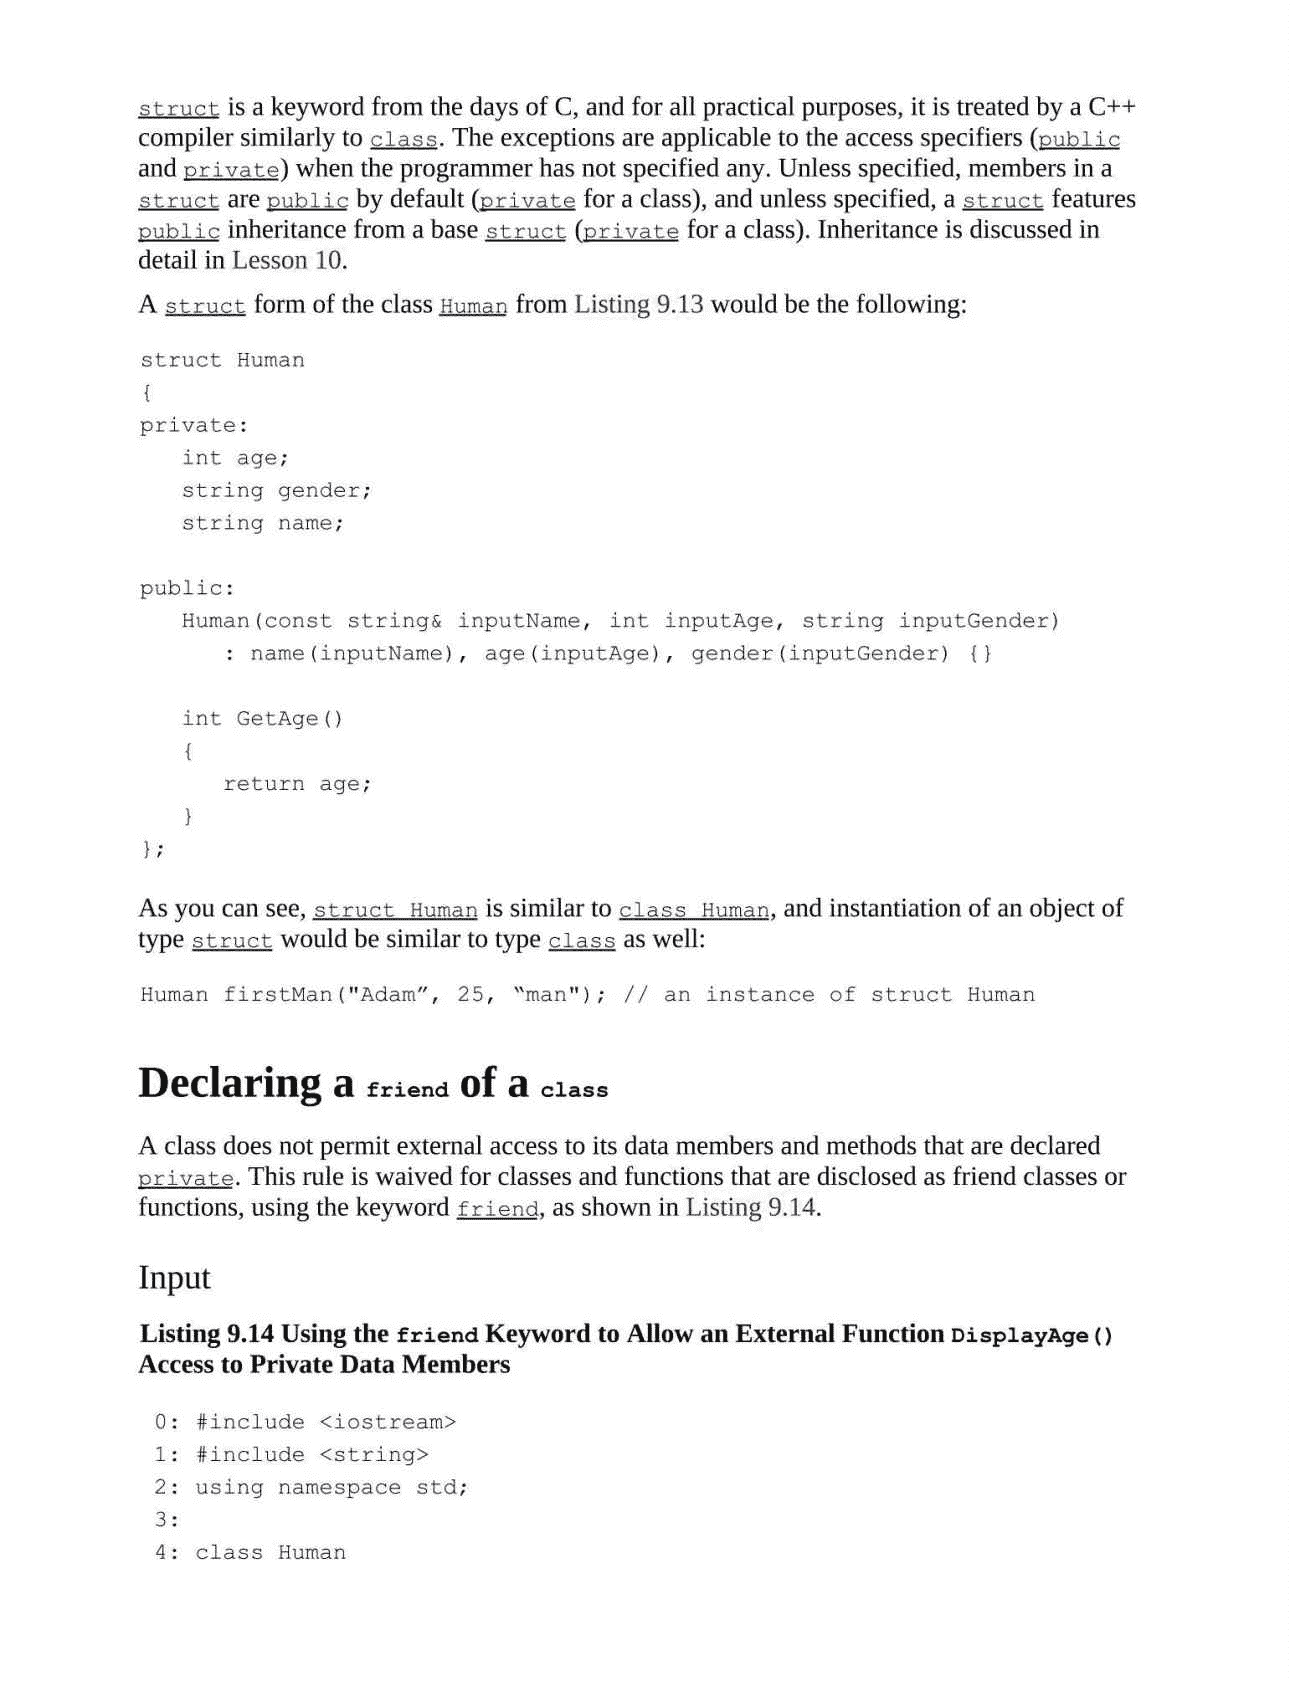 struct is a keyword from the days of C, and for all practical purposes, it is treated by a C++
compiler similarly to class. The exceptions are applicable to the access specifiers (public
and private) when the programmer has not specified any. Unless specified, members in a
struct are public by default (private for a class), and unless specified, a struct features
public inheritance from a base struct (private for a class). Inheritance is discussed in
detail in Lesson 10.
A struct form of the class Human from Listing 9.13 would be the following:
struct Human
{
private:
   int age;
   string gender;
   string name;

public:
   Human(const string& inputName, int inputAge, string inputGender)
      : name(inputName), age(inputAge), gender(inputGender) {}

   int GetAge()
   {
      return age;
   }
};
As you can see, struct Human is similar to class Human, and instantiation of an object of
type struct would be similar to type class as well:
Human firstMan("Adam”, 25, “man"); // an instance of struct Human
Declaring a friend of a class
A class does not permit external access to its data members and methods that are declared
private. This rule is waived for classes and functions that are disclosed as friend classes or
functions, using the keyword friend, as shown in Listing 9.14.
Input
Listing 9.14 Using the friend Keyword to Allow an External Function DisplayAge()
Access to Private Data Members
0: #include <iostream>
1: #include <string>
2: using namespace std;
3:
4: class Human